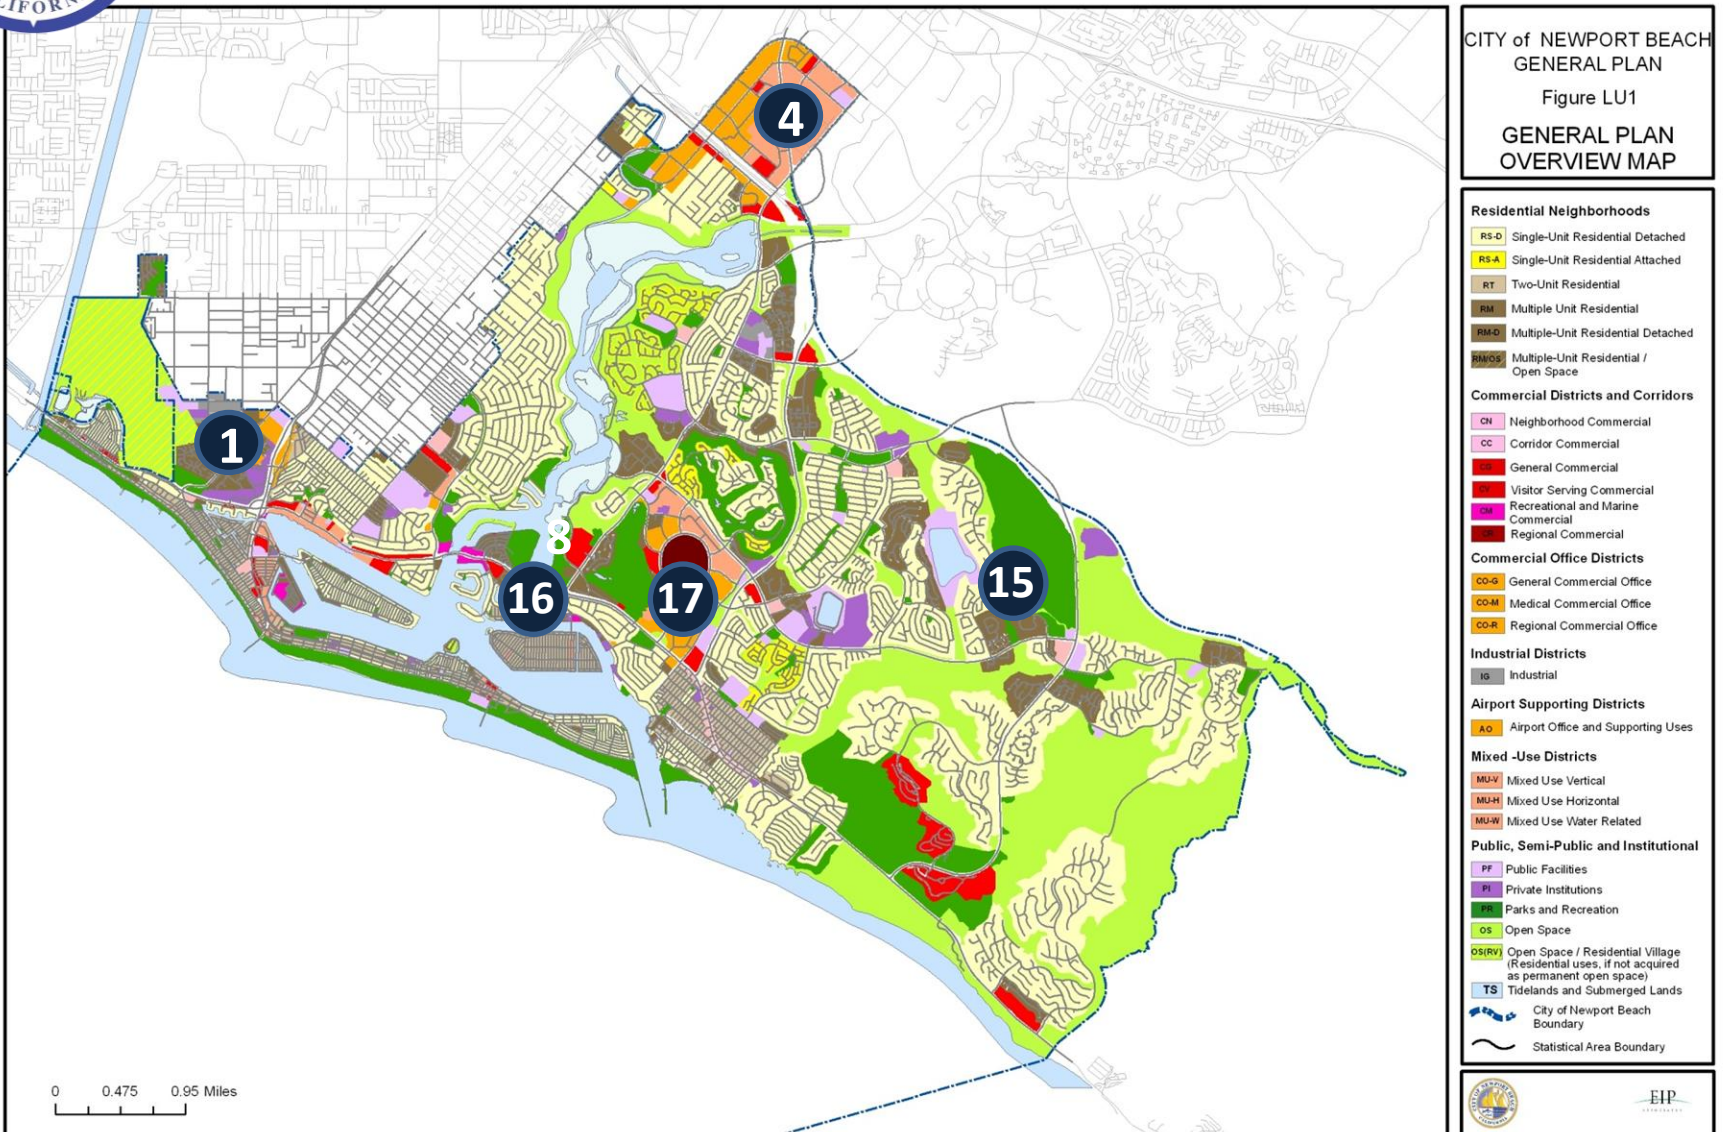 LIFORN
4
1
8
16
17
15
0 0.475 0.95 Miles
CITY of NEWPORT BEACH
GENERAL PLAN
Figure LU1
GENERAL PLAN
OVERVIEW MAP
Residential Neighborhoods
RS-D Single-Unit Residential Detached
RS-A Single-Unit Residential Attached
RT Two-Unit Residential
RM Multiple Unit Residential
RM-D Multiple-Unit Residential Detached
RM/OS Multiple-Unit Residential /
Open Space
Commercial Districts and Corridors
CN Neighborhood Commercial
CC Corridor Commercial
CG General Commercial
CV Visitor Serving Commercial
CM Recreational and Marine
Commercial
CR Regional Commercial
Commercial Office Districts
CO-G General Commercial Office
CO-M Medical Commercial Office
CO-R Regional Commercial Office
Industrial Districts
IG Industrial
Airport Supporting Districts
AO Airport Office and Supporting Uses
Mixed -Use Districts
MU-V Mixed Use Vertical
MU-H Mixed Use Horizontal
MU-W Mixed Use Water Related
Public, Semi-Public and Institutional
PF Public Facilities
PI Private Institutions
PR Parks and Recreation
OS Open Space
OS(RV) Open Space / Residential Village
(Residential uses, if not acquired
as permanent open space)
TS Tidelands and Submerged Lands
City of Newport Beach
Boundary
Statistical Area Boundary
EIP